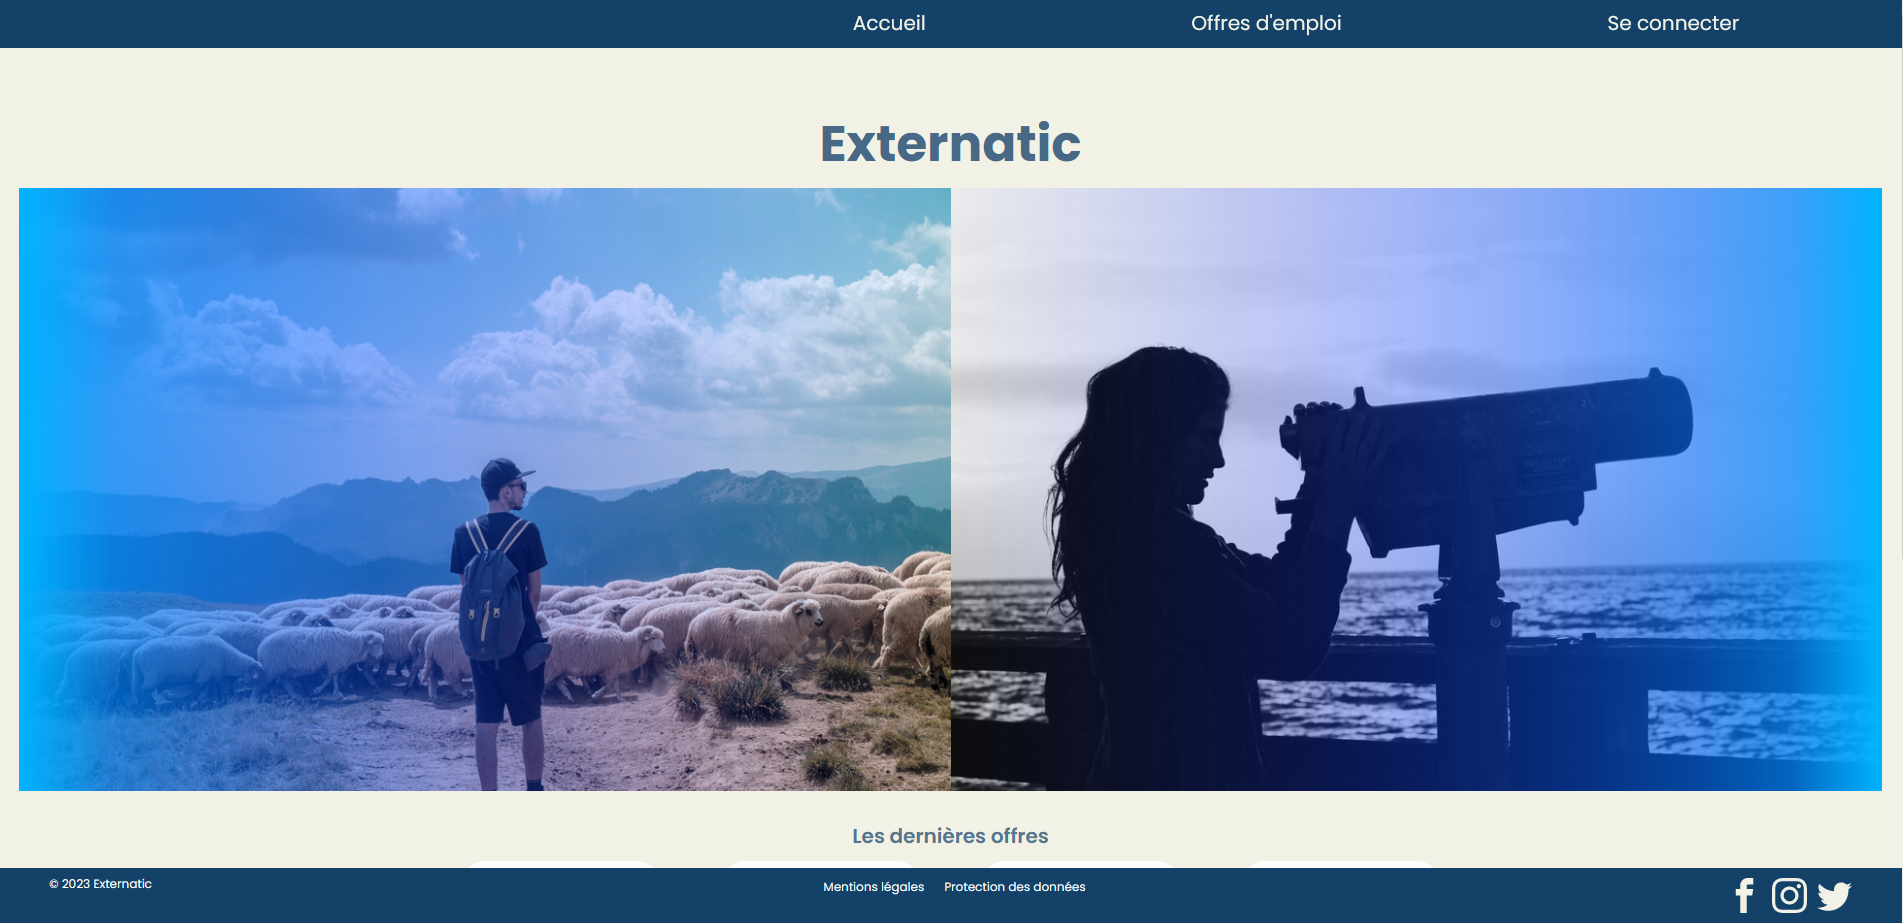 Accueil
Offres d'emploi
Se connecter
Externatic
Les dernières offres
© 2023 Externatic
Mentions légales
Protection des données